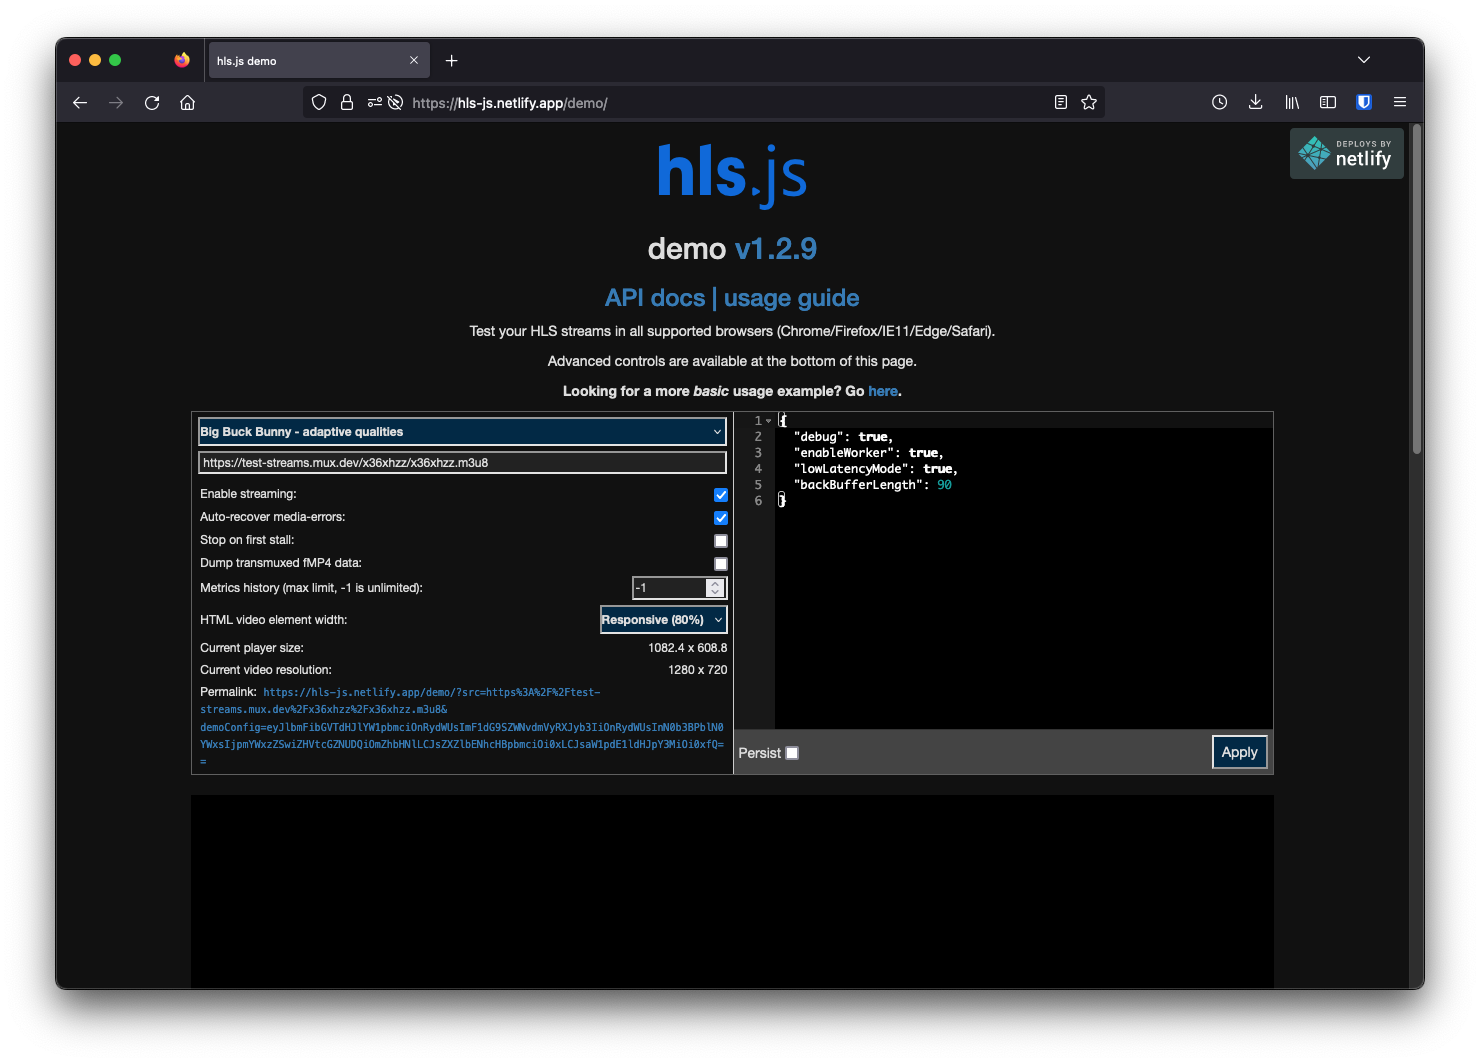 hls.js demo
https://hls-js.netlify.app/demo/
DEPLOYS BY
netlify
hls.js
demo v1.2.9
API docs | usage guide
Test your HLS streams in all supported browsers (Chrome/Firefox/IE11/Edge/Safari).
Advanced controls are available at the bottom of this page.
Looking for a more basic usage example? Go here.
Big Buck Bunny - adaptive qualities
https://test-streams.mux.dev/x36xhzz/x36xhzz.m3u8
Enable streaming:
Auto-recover media-errors:
Stop on first stall:
Dump transmuxed fMP4 data:
Metrics history (max limit, -1 is unlimited): -1
HTML video element width: Responsive (80%)
Current player size: 1082.4 x 608.8
Current video resolution: 1280 x 720
Permalink: https://hls-js.netlify.app/demo/?src=https%3A%2F%2Ftest-
streams.mux.dev%2Fx36xhzz%2Fx36xhzz.m3u8&
demoConfig=eyJlbmFibGVTdHJlYW1pbmciOnRydWUsImF1dG9SZWNvdmVyRXJyb3IiOnRydWUsInN0b3BPblN0
YWxsIjpmYWxzZSwiZHVtcGZNUDQiOmZhbHNlLCJsZXZlbENhcHBpbmciOi0xLCJsaW1pdE1ldHJpY3MiOi0xfQ=
=
1 {
2 "debug": true,
3 "enableWorker": true,
4 "lowLatencyMode": true,
5 "backBufferLength": 90
6 }
Persist
Apply